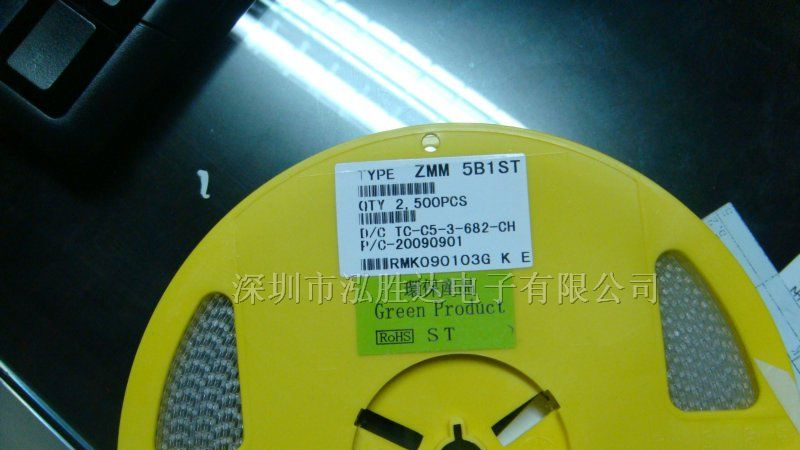 TYPE ZMM 5B1ST
QTY 2,500PCS
D/C TC-C5-3-682-CH
P/C-20090901
RMK090103G K E
深圳市泓胜达电子有限公司
Green Product
RoHS ST